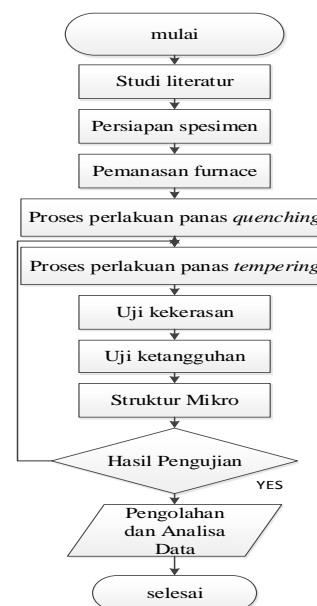 mulai
Studi literatur
Persiapan spesimen
Pemanasan furnace
Proses perlakuan panas quenching
Proses perlakuan panas tempering
Uji kekerasan
Uji ketangguhan
Struktur Mikro
Hasil Pengujian
YES
Pengolahan
dan Analisa
Data
selesai